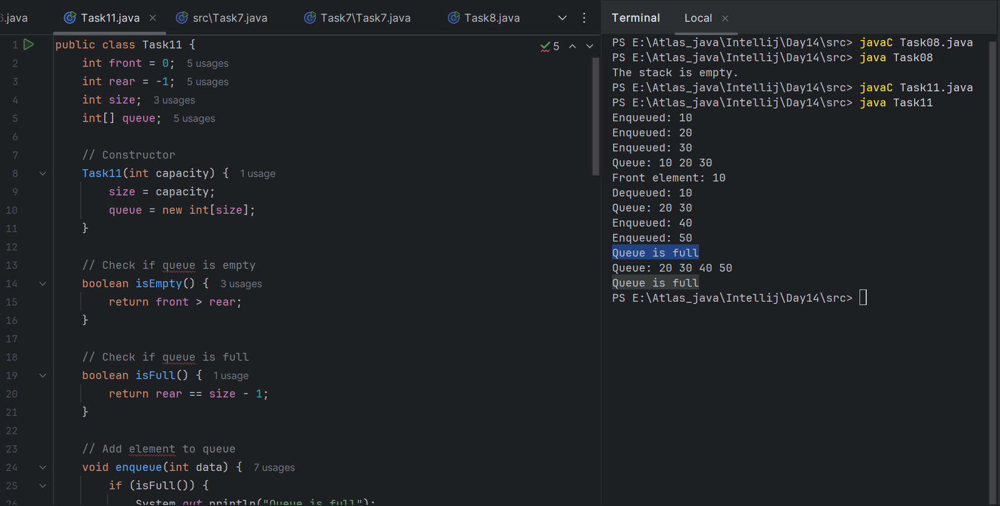 6.java Task11.java src\Task7.java Task7\Task7.java Task8.java
5
1 public class Task11 {
2 int front = 0; 5 usages
3 int rear = -1; 5 usages
4 int size; 3 usages
5 int[] queue; 5 usages
6
7 // Constructor
8 Task11(int capacity) { 1 usage
9 size = capacity;
10 queue = new int[size];
11 }
12
13 // Check if queue is empty
14 boolean isEmpty() { 3 usages
15 return front > rear;
16 }
17
18 // Check if queue is full
19 boolean isFull() { 1 usage
20 return rear == size - 1;
21 }
22
23 // Add element to queue
24 void enqueue(int data) { 7 usages
25 if (isFull()) {
26 System.out.println("Queue is full");
Terminal Local
PS E:\Atlas_java\Intellij\Day14\src> javaC Task08.java
PS E:\Atlas_java\Intellij\Day14\src> java Task08
The stack is empty.
PS E:\Atlas_java\Intellij\Day14\src> javaC Task11.java
PS E:\Atlas_java\Intellij\Day14\src> java Task11
Enqueued: 10
Enqueued: 20
Enqueued: 30
Queue: 10 20 30
Front element: 10
Dequeued: 10
Queue: 20 30
Enqueued: 40
Enqueued: 50
Queue is full
Queue: 20 30 40 50
Queue is full
PS E:\Atlas_java\Intellij\Day14\src>